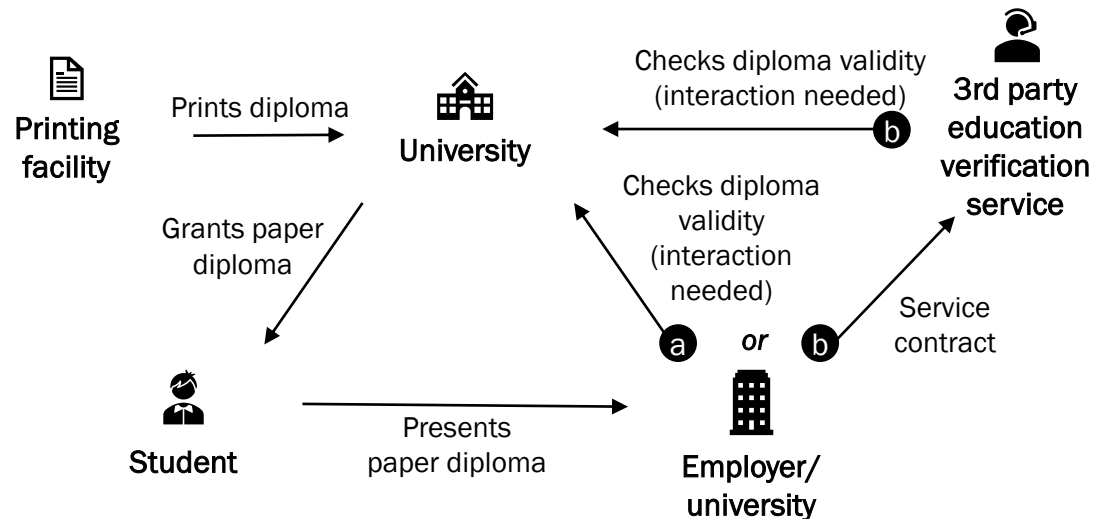 Printing
facility
Prints diploma
University
Checks diploma validity
(interaction needed)
b
3rd party
education
verification
service
Grants paper
diploma
Checks diploma
validity
(interaction
needed)
a
or
b
Service
contract
Student
Presents
paper diploma
Employer/
university